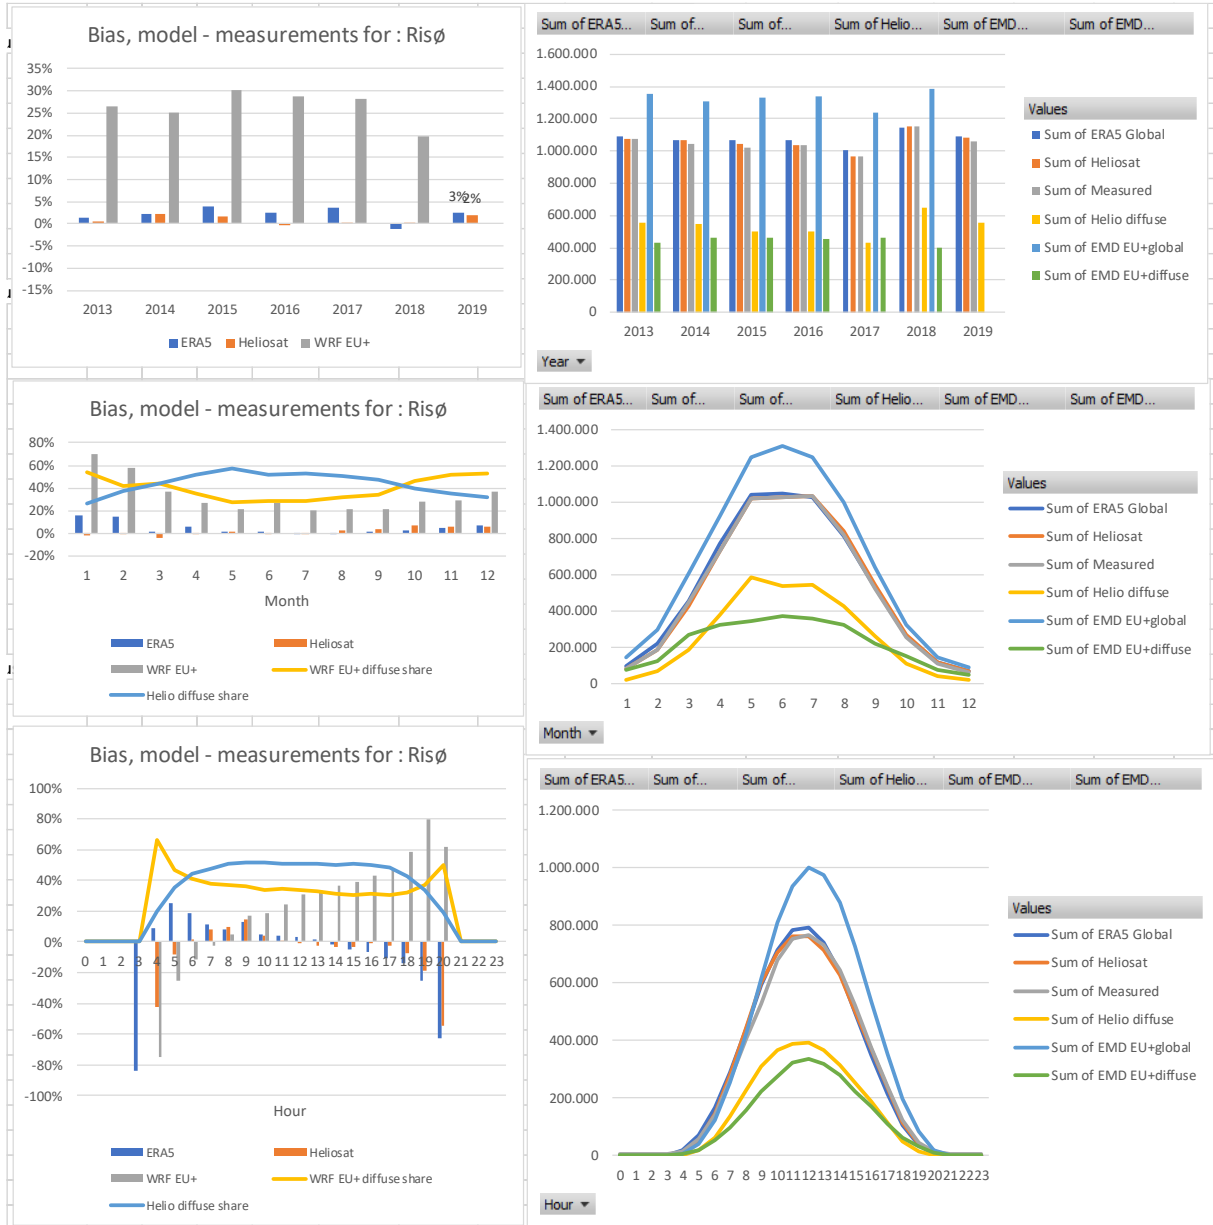 Bias, model - measurements for : Risø
35%
30%
25%
20%
15%
10%
5%
0%
-5%
-10%
-15%
3%
2%
2013 2014 2015 2016 2017 2018 2019
ERA5 Heliosat WRF EU+
Sum of ERA5... Sum of... Sum of... Sum of Helio... Sum of EMD... Sum of EMD...
1.600.000
1.400.000
1.200.000
1.000.000
800.000
600.000
400.000
200.000
0
2013 2014 2015 2016 2017 2018 2019
Values
Sum of ERA5 Global
Sum of Heliosat
Sum of Measured
Sum of Helio diffuse
Sum of EMD EU+global
Sum of EMD EU+diffuse
Year
Bias, model - measurements for : Risø
80%
60%
40%
20%
0%
-20%
1 2 3 4 5 6 7 8 9 10 11 12
Month
ERA5 Heliosat
WRF EU+ WRF EU+ diffuse share
Helio diffuse share
Sum of ERA5... Sum of... Sum of... Sum of Helio... Sum of EMD... Sum of EMD...
1.400.000
1.200.000
1.000.000
800.000
600.000
400.000
200.000
0
1 2 3 4 5 6 7 8 9 10 11 12
Values
Sum of ERA5 Global
Sum of Heliosat
Sum of Measured
Sum of Helio diffuse
Sum of EMD EU+global
Sum of EMD EU+diffuse
Month
Bias, model - measurements for : Risø
100%
80%
60%
40%
20%
0%
-20%
-40%
-60%
-80%
-100%
0 1 2 3 4 5 6 7 8 9 10 11 12 13 14 15 16 17 18 19 20 21 22 23
Hour
ERA5 Heliosat
WRF EU+ WRF EU+ diffuse share
Helio diffuse share
Sum of ERA5... Sum of... Sum of... Sum of Helio... Sum of EMD... Sum of EMD...
1.200.000
1.000.000
800.000
600.000
400.000
200.000
0
0 1 2 3 4 5 6 7 8 9 10 11 12 13 14 15 16 17 18 19 20 21 22 23
Values
Sum of ERA5 Global
Sum of Heliosat
Sum of Measured
Sum of Helio diffuse
Sum of EMD EU+global
Sum of EMD EU+diffuse
Hour